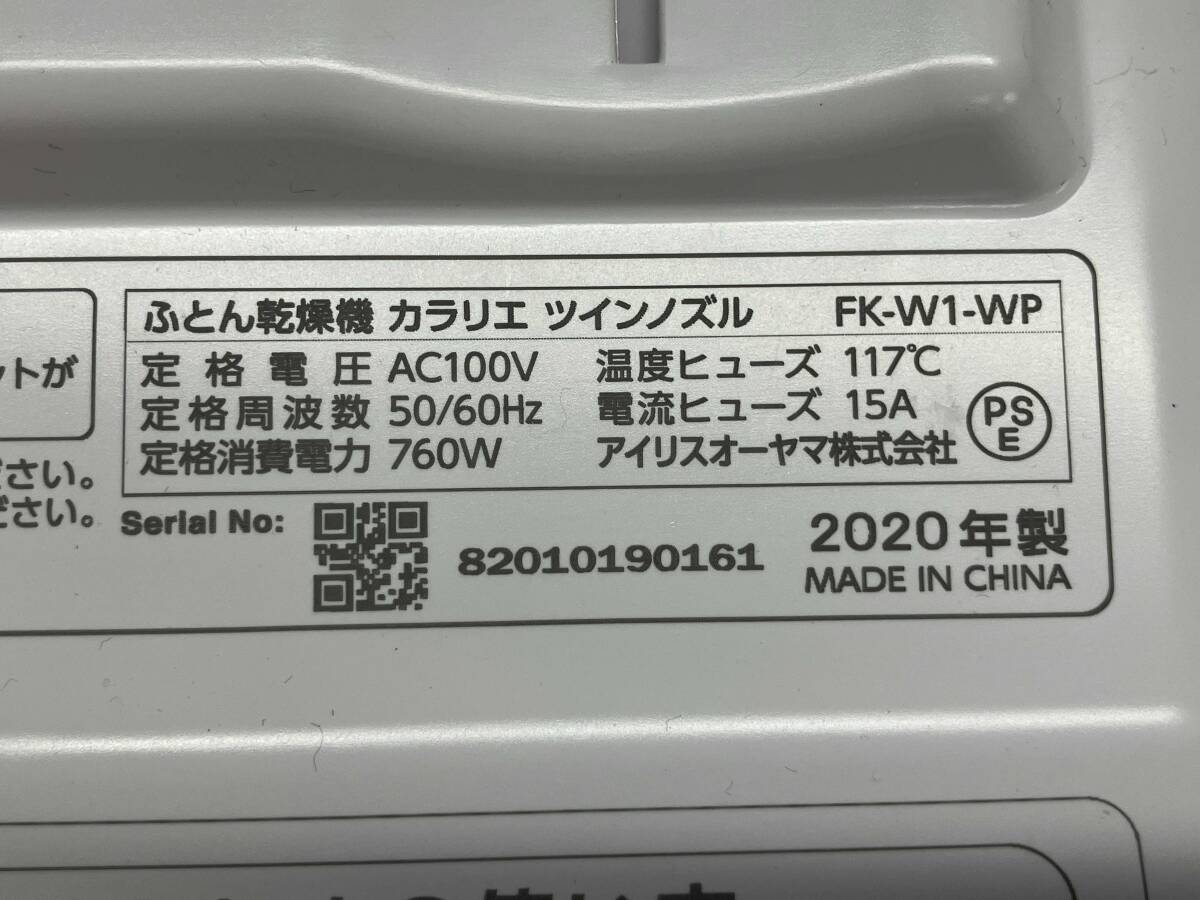 ふとん乾燥機 カラリエ ツインノズル FK-W1-WP
定格電圧 AC100V 温度ヒューズ 117℃
定格周波数 50/60Hz 電流ヒューズ 15A
定格消費電力 760W アイリスオーヤマ株式会社
PS
E
ットが
ださい。
ださい。
Serial No: 82010190161
2020年製
MADE IN CHINA